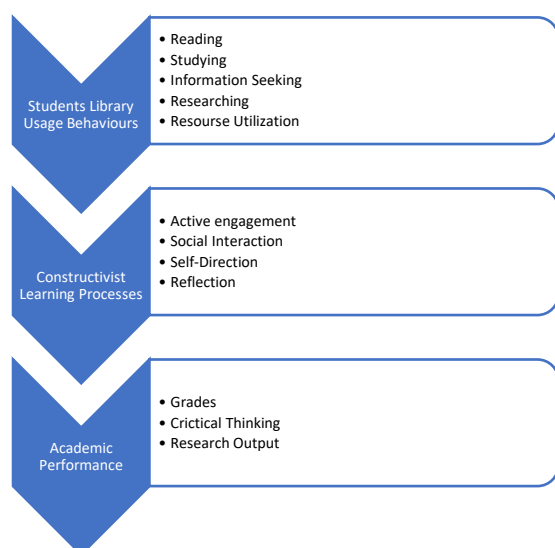 Students Library
Usage Behaviours
• Reading
• Studying
• Information Seeking
• Researching
• Resourse Utilization
Constructivist
Learning Processes
• Active engagement
• Social Interaction
• Self-Direction
• Reflection
Academic
Performance
• Grades
• Crictical Thinking
• Research Output